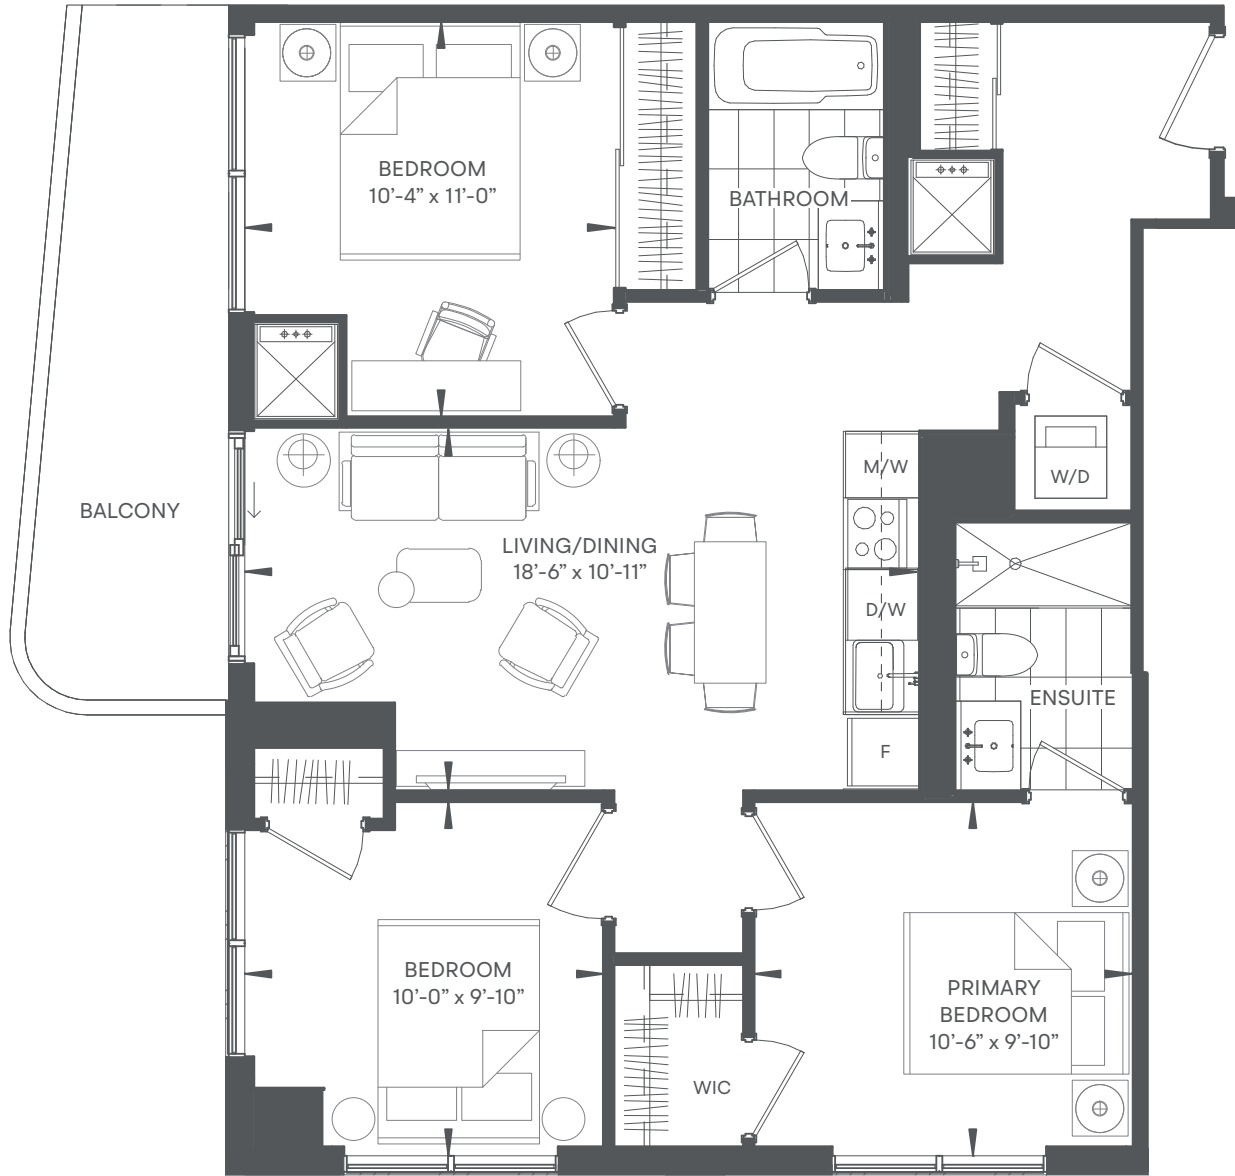 BEDROOM
10’-4” x 11’-0”
BATHROOM
BALCONY
LIVING/DINING
18’-6” x 10’-11”
M/W
W/D
D/W
ENSUITE
F
BEDROOM
10’-0” x 9’-10”
PRIMARY
BEDROOM
10’-6” x 9’-10”
WIC